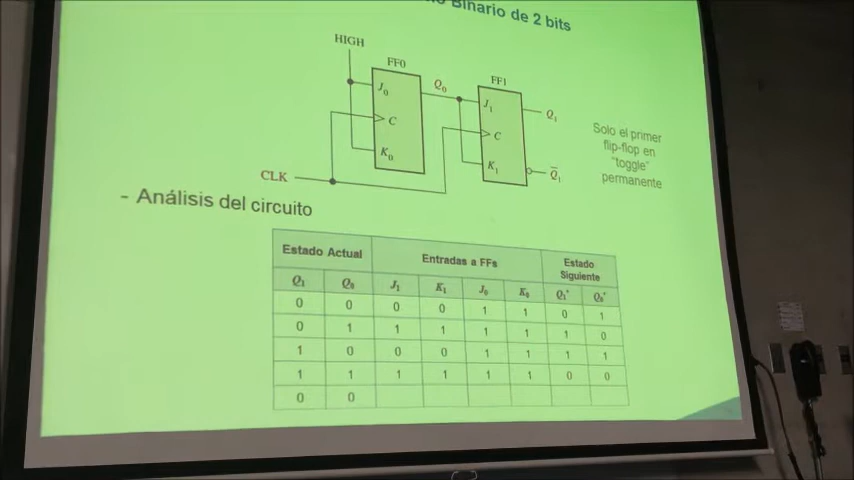 Binario de 2 bits
HIGH
FF0
FF1
J0
Q0
J1
Q1
C
C
K0
K1
Q̅1
CLK
Solo el primer
flip-flop en
"toggle"
permanente
- Análisis del circuito
Estado Actual Entradas a FFs Estado
Siguiente
Q1 Q0 J1 K1 J0 K0 Q1* Q0*
0 0 0 0 1 1 0 1
0 1 1 1 1 1 1 0
1 0 0 0 1 1 1 1
1 1 1 1 1 1 0 0
0 0